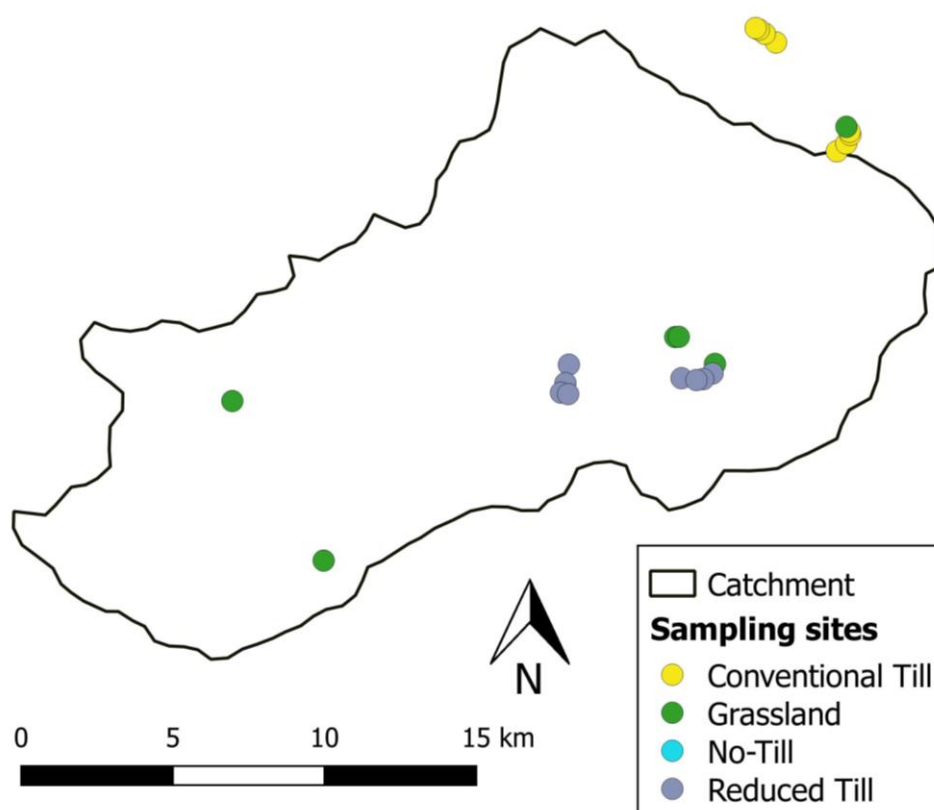 Catchment
Sampling sites
Conventional Till
Grassland
No-Till
Reduced Till
N
0 5 10 15 km